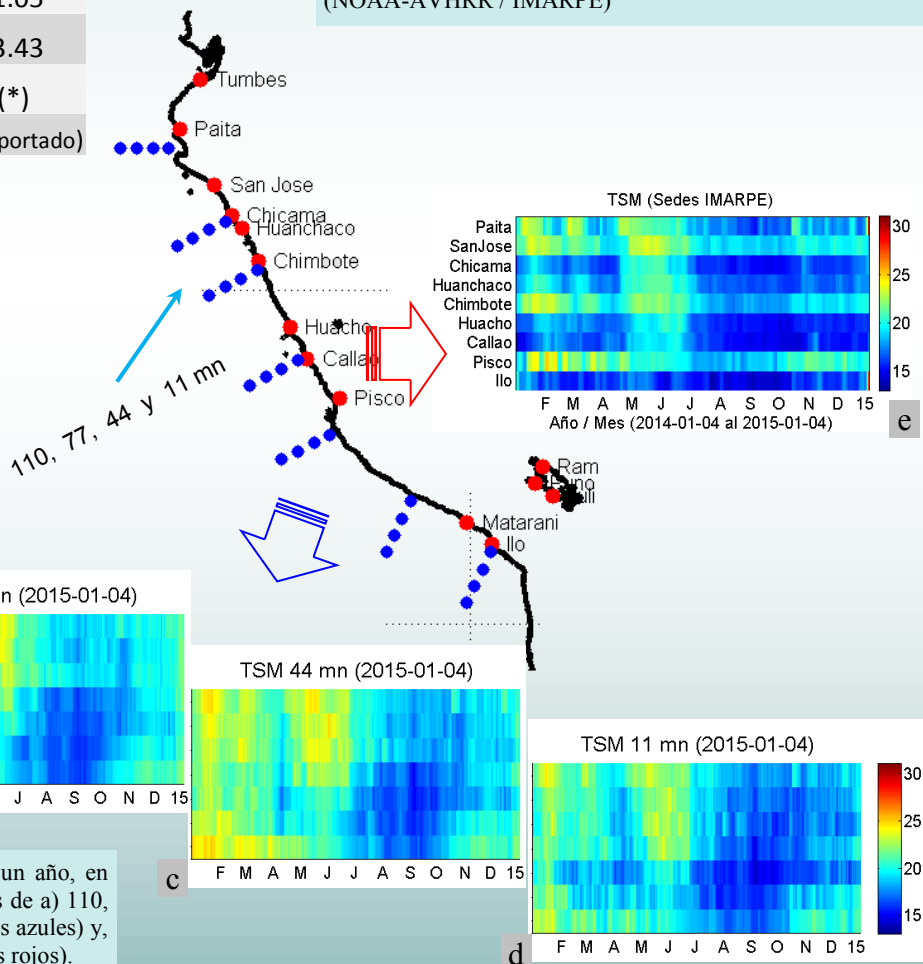 3.43
(*)
portado)
(NOAA-AVHRR / IMARPE)
Tumbes
Paita
San Jose
Chicama
Huanchaco
Chimbote
Huacho
Callao
Pisco
110, 77, 44 y 11 mn
Ram
Matarani
Ilo
TSM (Sedes IMARPE)
Paita
SanJose
Chicama
Huanchaco
Chimbote
Huacho
Callao
Pisco
Ilo
F M A M J J A S O N D 15
Año / Mes (2014-01-04 al 2015-01-04)
30
25
20
15
e
n (2015-01-04)
J A S O N D 15
TSM 44 mn (2015-01-04)
F M A M J J A S O N D 15
c
TSM 11 mn (2015-01-04)
F M A M J J A S O N D 15
30
25
20
15
d
un año, en
s de a) 110,
s azules) y,
s rojos).